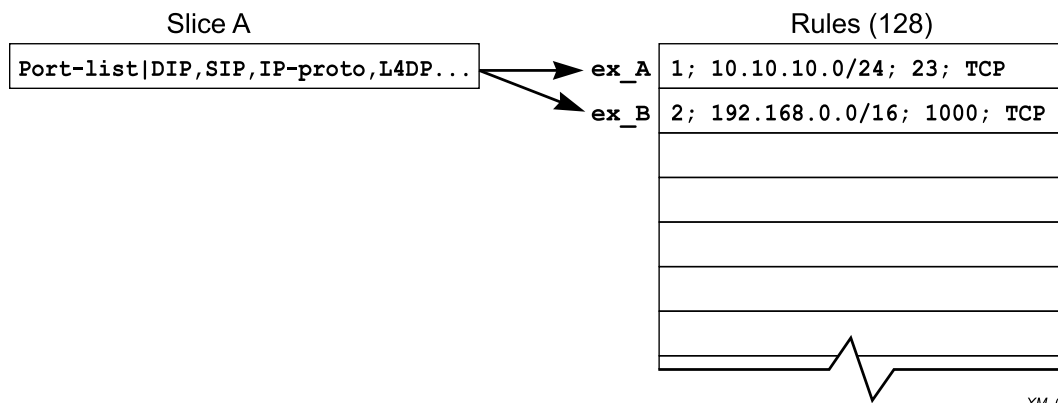 Slice A
Rules (128)
Port-list|DIP,SIP,IP-proto,L4DP...
ex_A 1; 10.10.10.0/24; 23; TCP
ex_B 2; 192.168.0.0/16; 1000; TCP